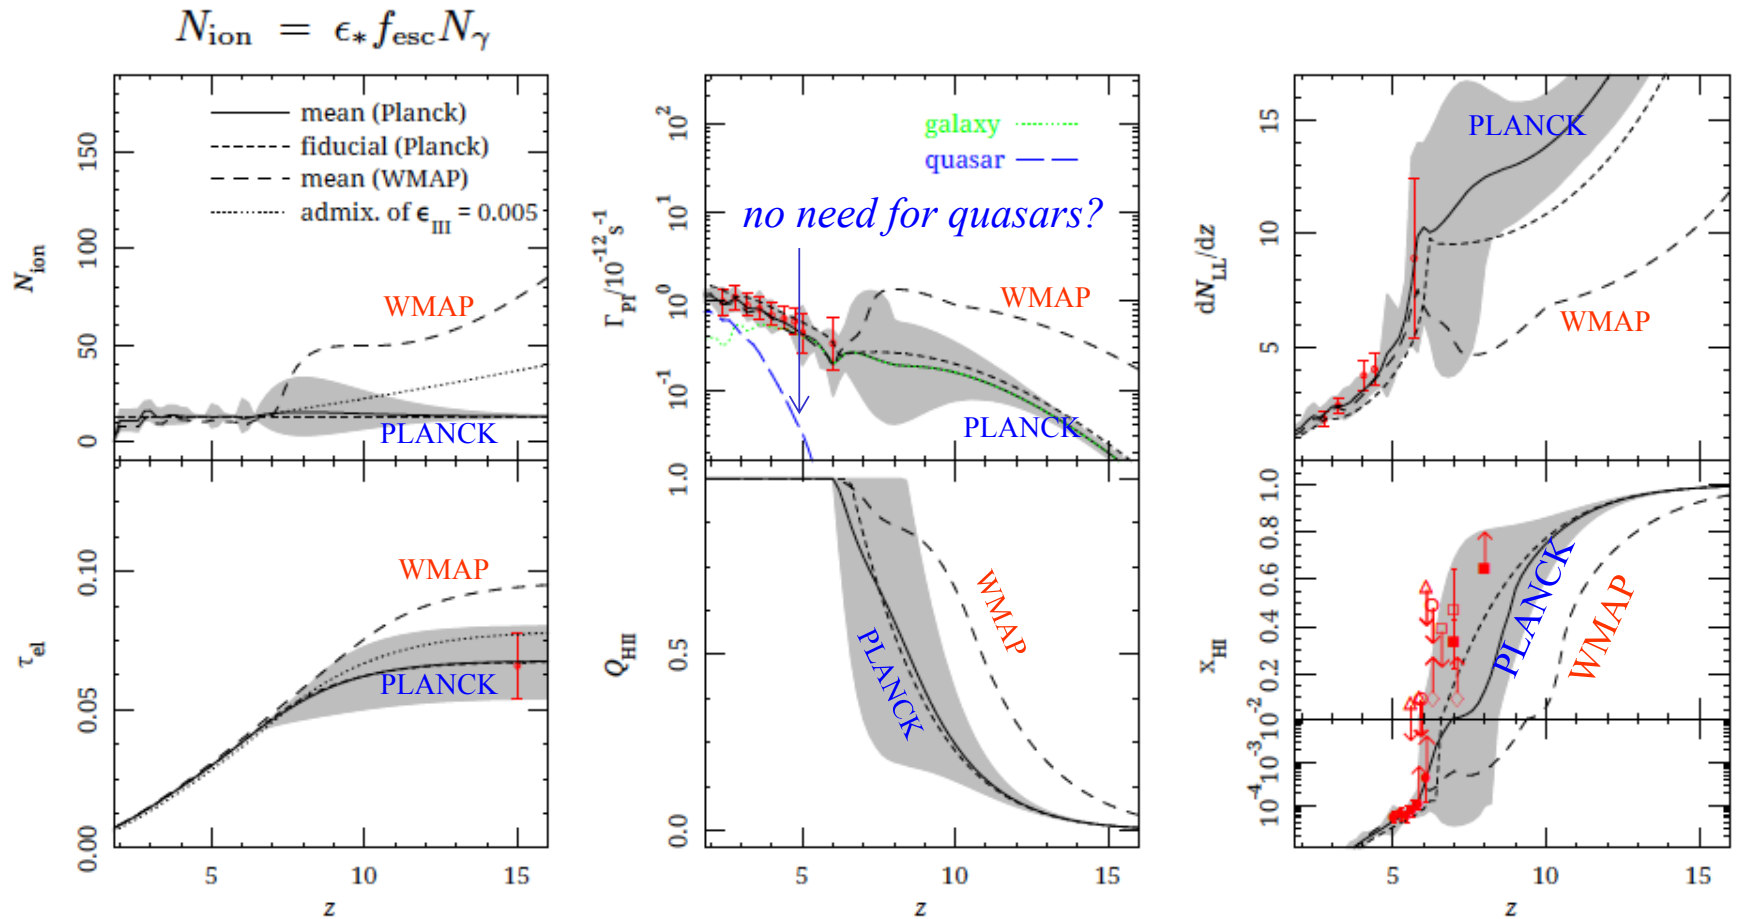 N_ion = ϵ_* f_esc N_γ
mean (Planck)
fiducial (Planck)
mean (WMAP)
admix. of ϵ_III = 0.005
N_ion
0
50
100
150
WMAP
PLANCK
τ_el
0.00
0.05
0.10
WMAP
PLANCK
5
10
15
z
galaxy
quasar
no need for quasars?
Γ_PI/10^-12 s^-1
10^2
10^1
10^0
10^-1
WMAP
PLANCK
Q_HII
1.0
0.5
0.0
PLANCK
WMAP
5
10
15
z
dN_LL/dz
15
10
5
PLANCK
WMAP
x_HI
1.0
0.8
0.6
0.4
0.2
10^-2
10^-3
10^-4
PLANCK
WMAP
5
10
15
z